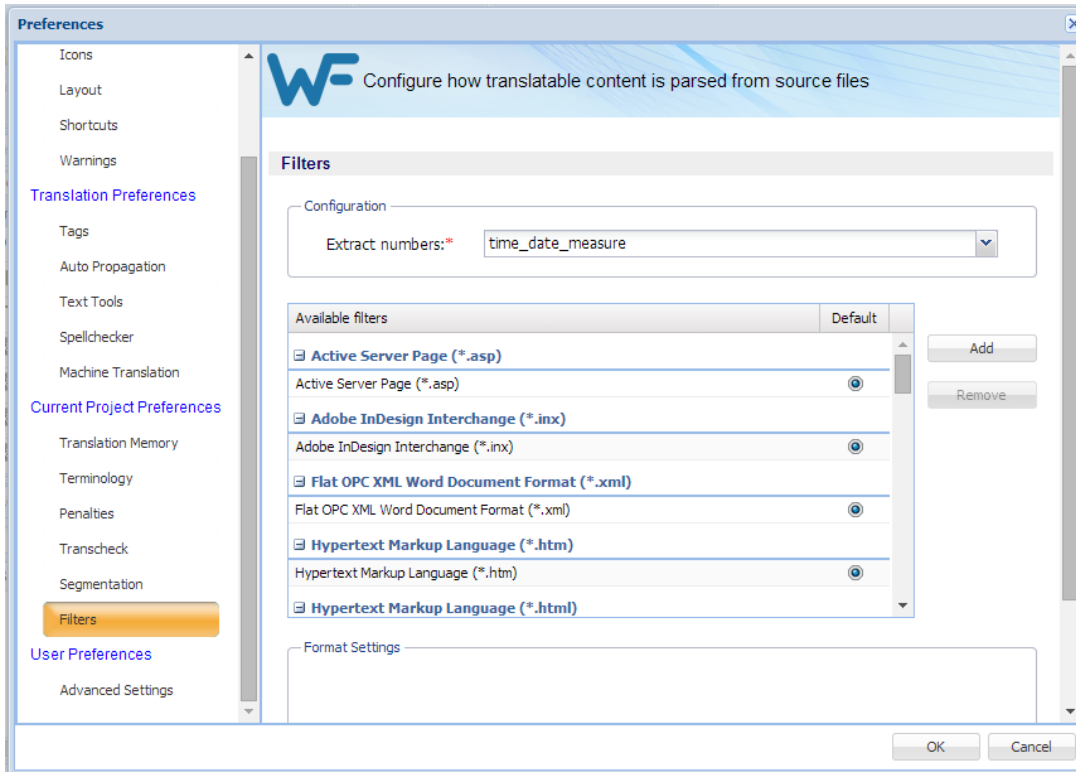 Preferences
Icons
Layout
Shortcuts
Warnings
Translation Preferences
Tags
Auto Propagation
Text Tools
Spellchecker
Machine Translation
Current Project Preferences
Translation Memory
Terminology
Penalties
Transcheck
Segmentation
Filters
User Preferences
Advanced Settings
WF Configure how translatable content is parsed from source files
Filters
Configuration
Extract numbers:* time_date_measure
Available filters Default
Active Server Page (*.asp)
Active Server Page (*.asp)
Adobe InDesign Interchange (*.inx)
Adobe InDesign Interchange (*.inx)
Flat OPC XML Word Document Format (*.xml)
Flat OPC XML Word Document Format (*.xml)
Hypertext Markup Language (*.htm)
Hypertext Markup Language (*.htm)
Hypertext Markup Language (*.html)
Add
Remove
Format Settings
OK Cancel